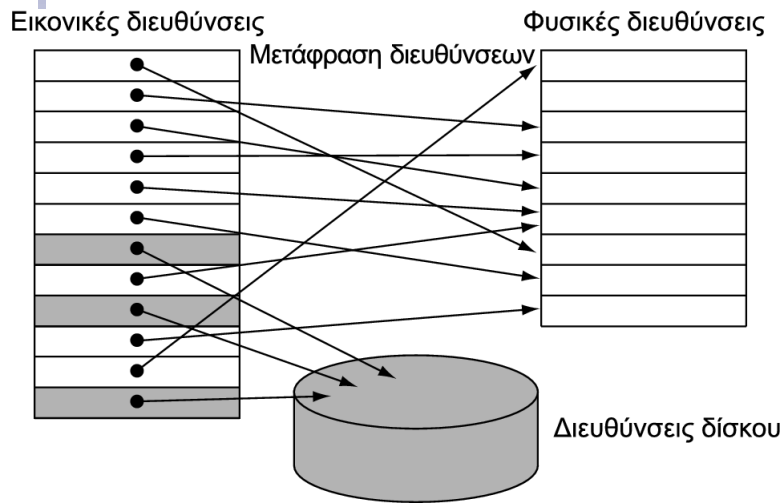 Εικονικές διευθύνσεις
Φυσικές διευθύνσεις
Μετάφραση διευθύνσεων
Διευθύνσεις δίσκου